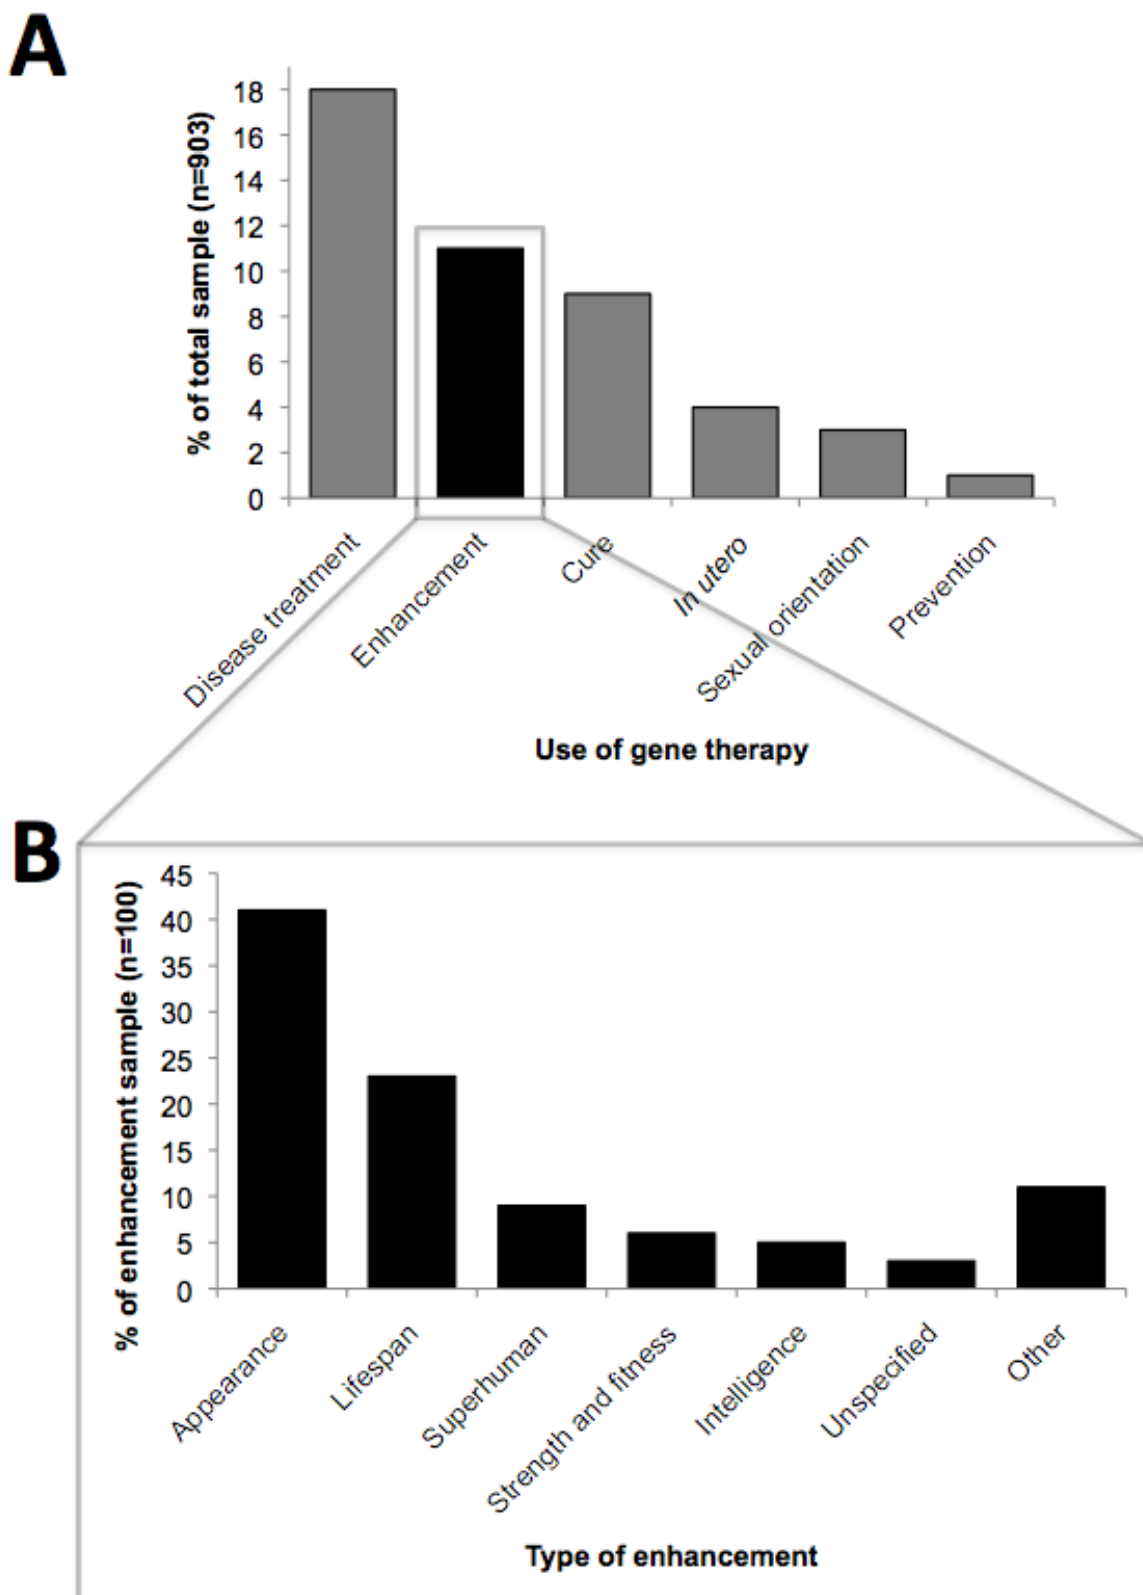 A
% of total sample (n=903)
18
16
14
12
10
8
6
4
2
0
Disease treatment
Enhancement
Cure
In utero
Sexual orientation
Prevention
Use of gene therapy
B
% of enhancement sample (n=100)
45
40
35
30
25
20
15
10
5
0
Appearance
Lifespan
Superhuman
Strength and fitness
Intelligence
Unspecified
Other
Type of enhancement